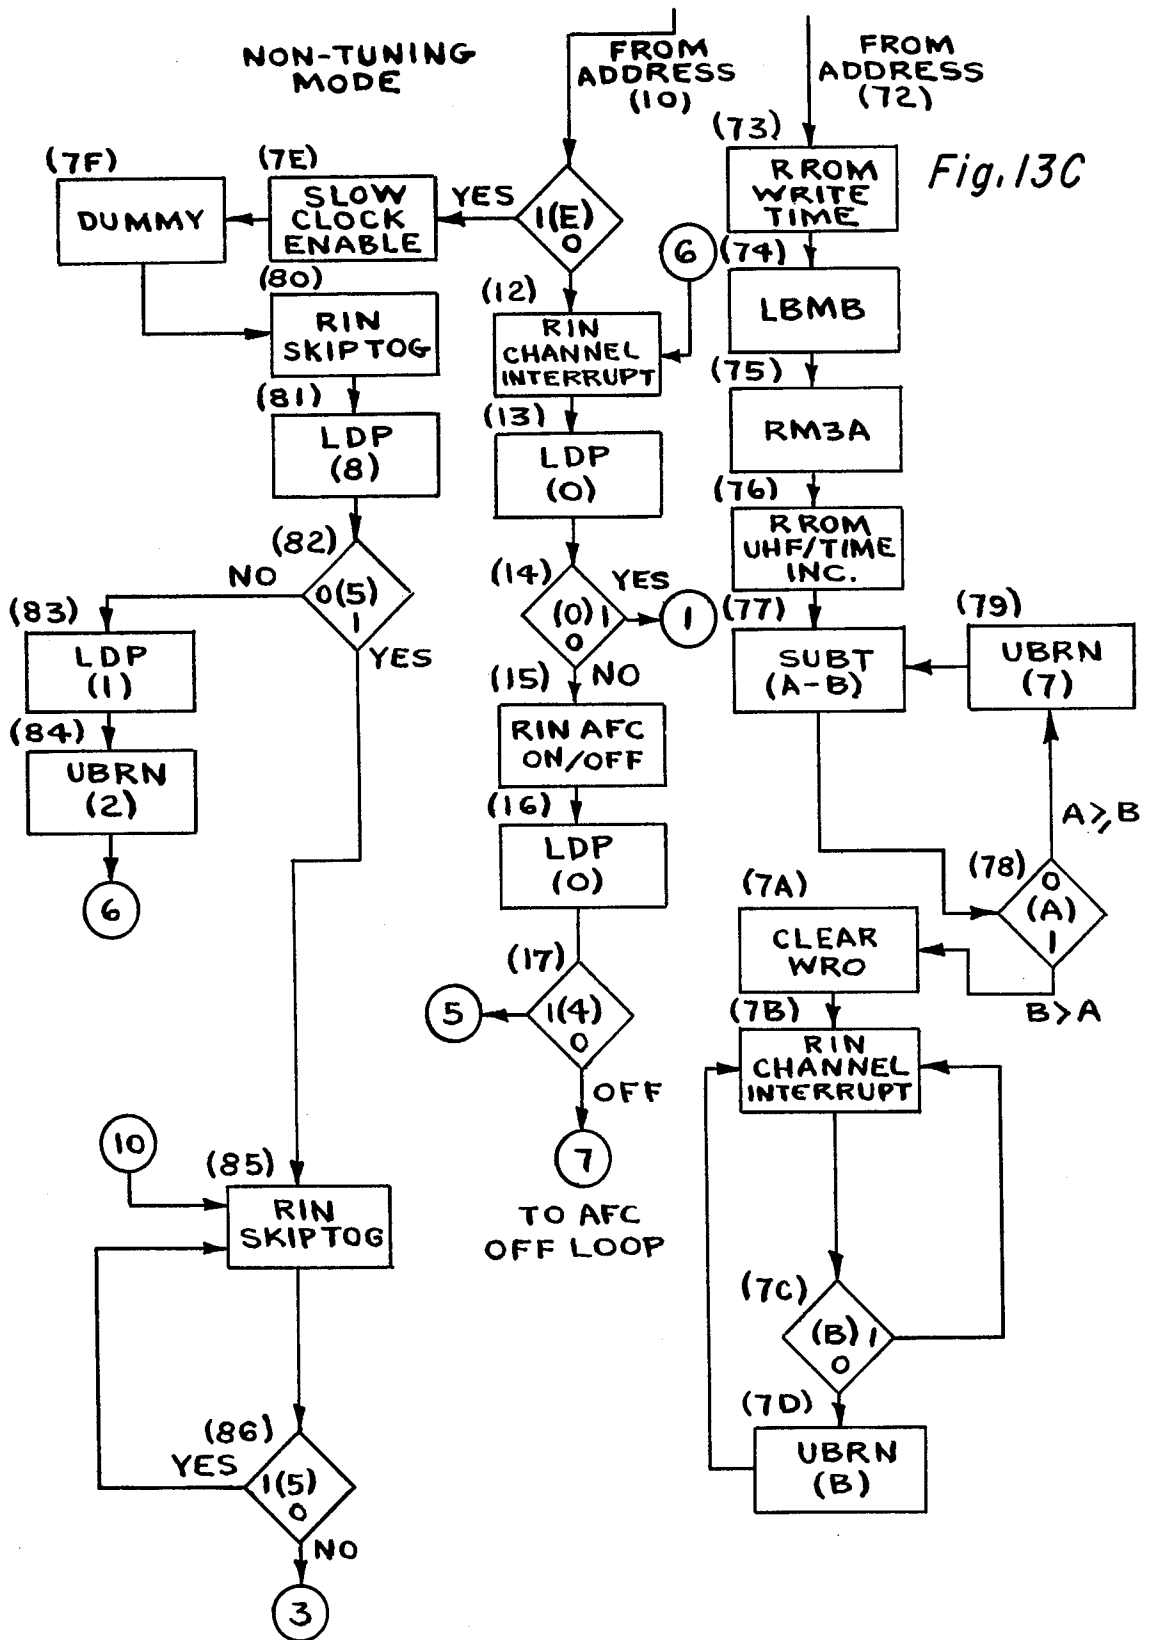 NON-TUNING
MODE
FROM
ADDRESS
(10)
FROM
ADDRESS
(72)
Fig. 13C
(7F)
DUMMY
(7E)
SLOW
CLOCK
ENABLE
YES
1(E)
0
(80)
RIN
SKIPTOG
(81)
LDP
(8)
(82)
0(5)
1
NO
YES
(83)
LDP
(1)
(84)
UBRN
(2)
6
10
(85)
RIN
SKIPTOG
(86)
YES
1(5)
0
NO
3
6
(12)
RIN
CHANNEL
INTERRUPT
(13)
LDP
(0)
(14)
(0) 1
0
YES
1
NO
(15)
RIN AFC
ON/OFF
(16)
LDP
(0)
(17)
1(4)
0
5
OFF
7
TO AFC
OFF LOOP
(73)
R ROM
WRITE
TIME
(74)
LBMB
(75)
RM3A
(76)
R ROM
UHF/TIME
INC.
(77)
SUBT
(A-B)
(79)
UBRN
(7)
A≥B
(78)
0
(A)
1
B>A
(7A)
CLEAR
WRO
(7B)
RIN
CHANNEL
INTERRUPT
(7C)
(B) 1
0
(7D)
UBRN
(B)